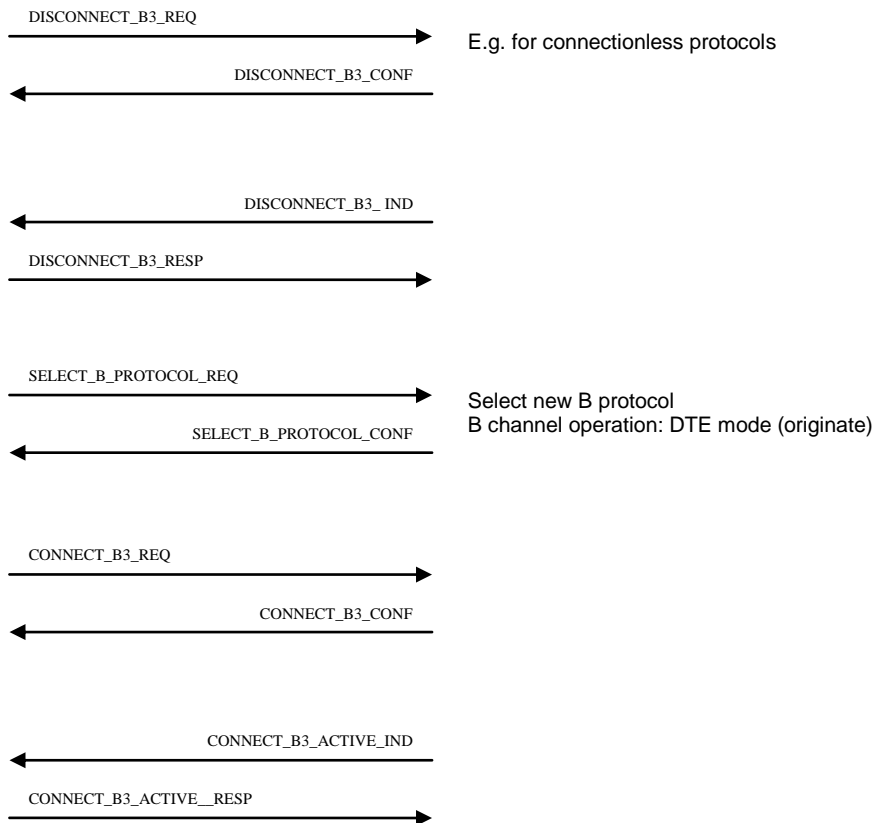 DISCONNECT_B3_REQ
E.g. for connectionless protocols
DISCONNECT_B3_CONF
DISCONNECT_B3_ IND
DISCONNECT_B3_RESP
SELECT_B_PROTOCOL_REQ
Select new B protocol
B channel operation: DTE mode (originate)
SELECT_B_PROTOCOL_CONF
CONNECT_B3_REQ
CONNECT_B3_CONF
CONNECT_B3_ACTIVE_IND
CONNECT_B3_ACTIVE__RESP